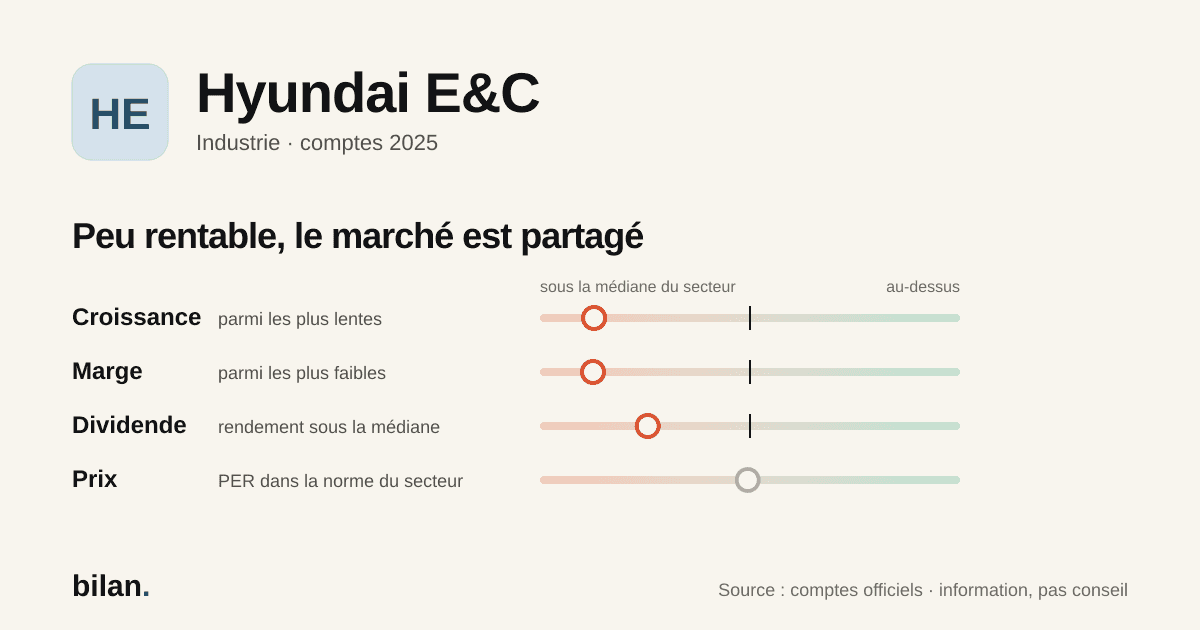 HE
Hyundai E&C
Industrie · comptes 2025
Peu rentable, le marché est partagé
sous la médiane du secteur au-dessus
Croissance parmi les plus lentes
Marge parmi les plus faibles
Dividende rendement sous la médiane
Prix PER dans la norme du secteur
bilan.
Source : comptes officiels · information, pas conseil